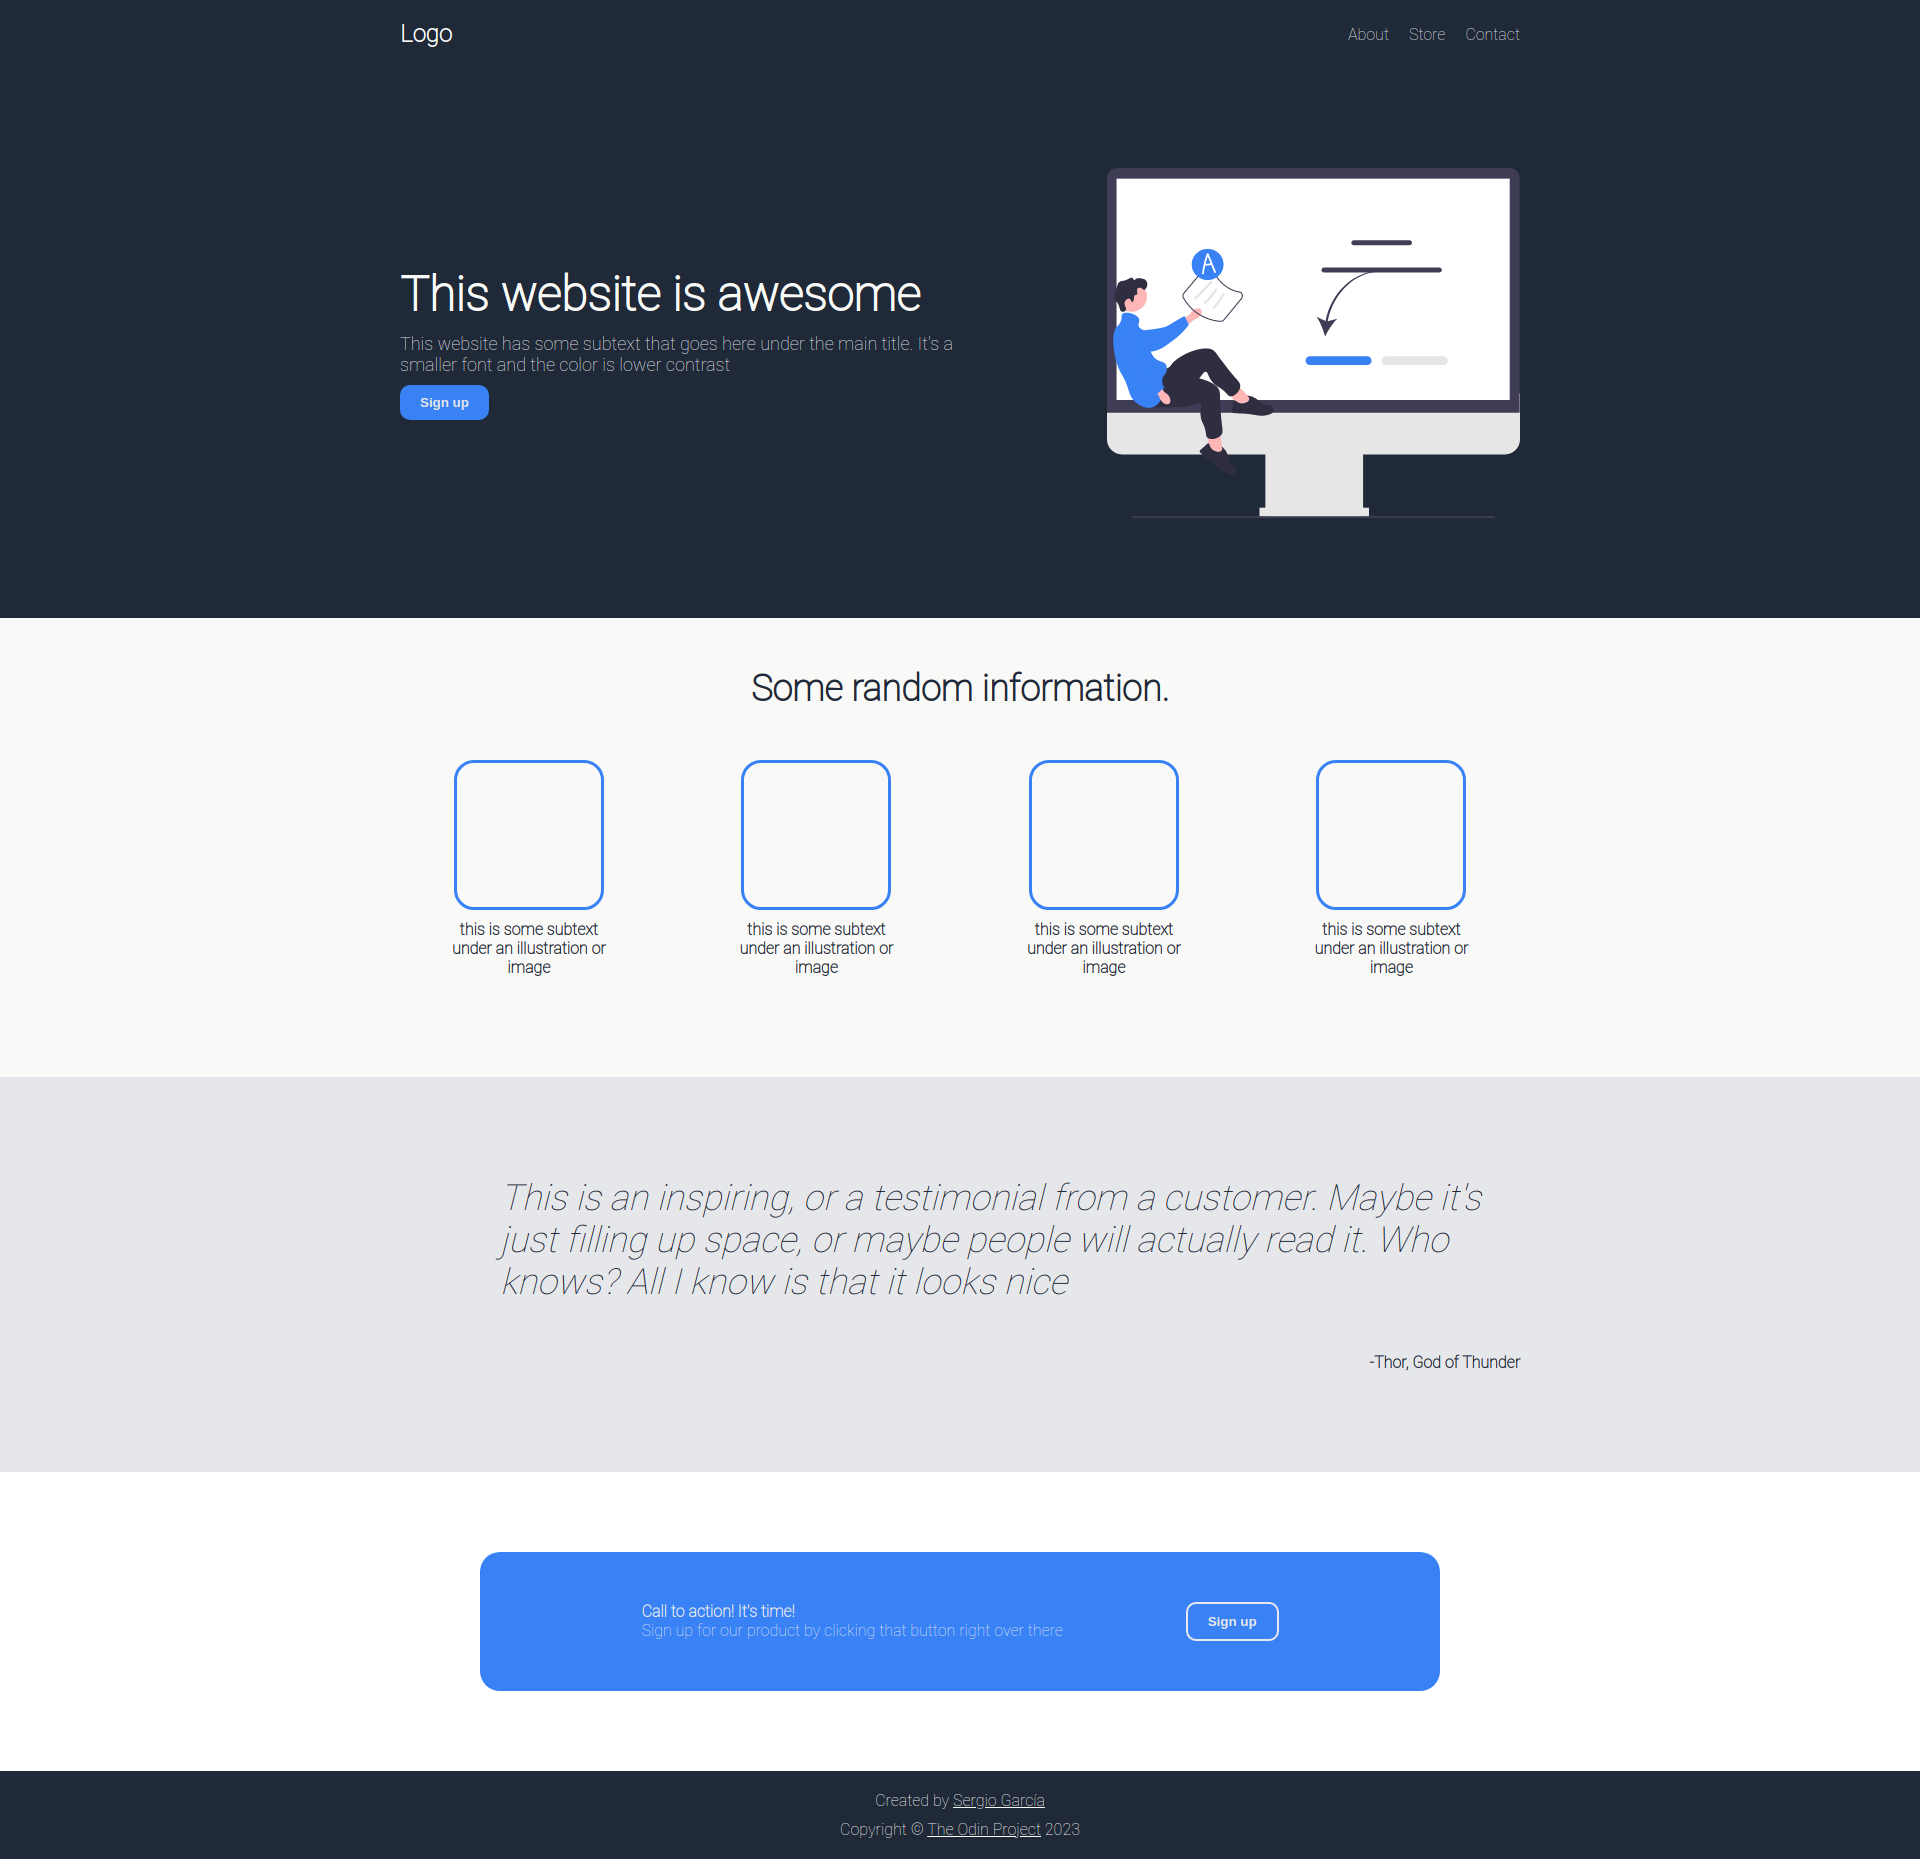 Logo
About Store Contact
A
This website is awesome
This website has some subtext that goes here under the main title. It's a
smaller font and the color is lower contrast
Sign up
Some random information.
this is some subtext
under an illustration or
image
this is some subtext
under an illustration or
image
this is some subtext
under an illustration or
image
this is some subtext
under an illustration or
image
This is an inspiring, or a testimonial from a customer. Maybe it's
just filling up space, or maybe people will actually read it. Who
knows? All I know is that it looks nice
-Thor, God of Thunder
Call to action! It's time!
Sign up for our product by clicking that button right over there
Sign up
Created by Sergio García
Copyright © The Odin Project 2023